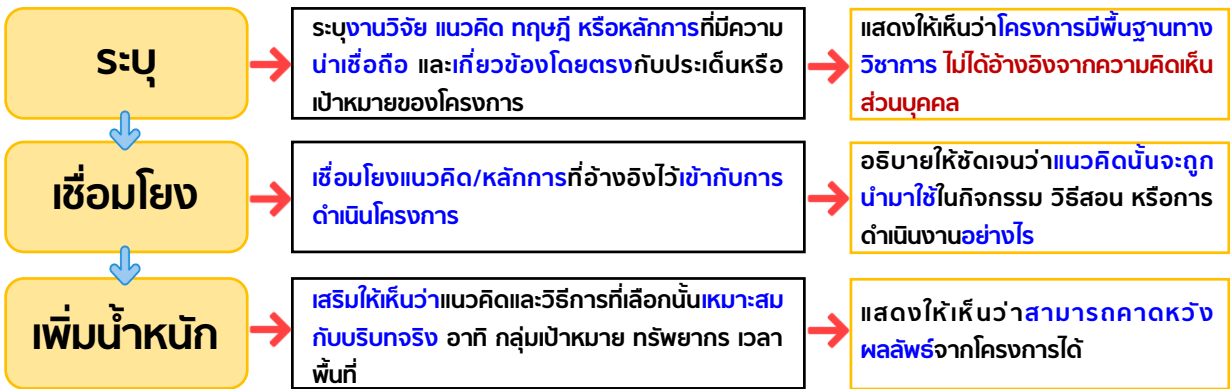 ระบุ
ระบุงานวิจัย แนวคิด ทฤษฎี หรือหลักการที่มีความ
น่าเชื่อถือ และเกี่ยวข้องโดยตรงกับประเด็นหรือ
เป้าหมายของโครงการ
แสดงให้เห็นว่าโครงการมีพื้นฐานทาง
วิชาการ ไม่ได้อ้างอิงจากความคิดเห็น
ส่วนบุคคล
เชื่อมโยง
เชื่อมโยงแนวคิด/หลักการที่อ้างอิงไว้เข้ากับการ
ดำเนินโครงการ
อธิบายให้ชัดเจนว่าแนวคิดนั้นจะถูก
นำมาใช้ในกิจกรรม วิธีสอน หรือการ
ดำเนินงานอย่างไร
เพิ่มน้ำหนัก
เสริมให้เห็นว่าแนวคิดและวิธีการที่เลือกนั้นเหมาะสม
กับบริบทจริง อาทิ กลุ่มเป้าหมาย ทรัพยากร เวลา
พื้นที่
แสดงให้เห็นว่าสามารถคาดหวัง
ผลลัพธ์จากโครงการได้